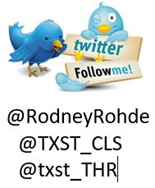 twitter
Follow me!
@RodneyRohde
@TXST_CLS
@txst_THR